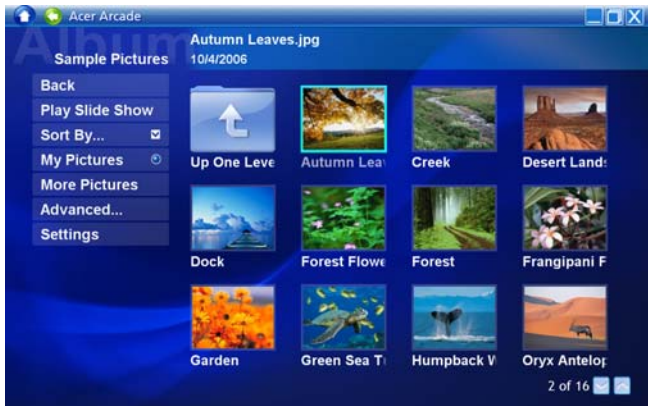 Acer Arcade
Album
Autumn Leaves.jpg
10/4/2006
Sample Pictures
Back
Play Slide Show
Sort By...
My Pictures
More Pictures
Advanced...
Settings
Up One Leve
Autumn Lea
Creek
Desert Lands
Dock
Forest Flowe
Forest
Frangipani F
Garden
Green Sea T
Humpback W
Oryx Antelop
2 of 16